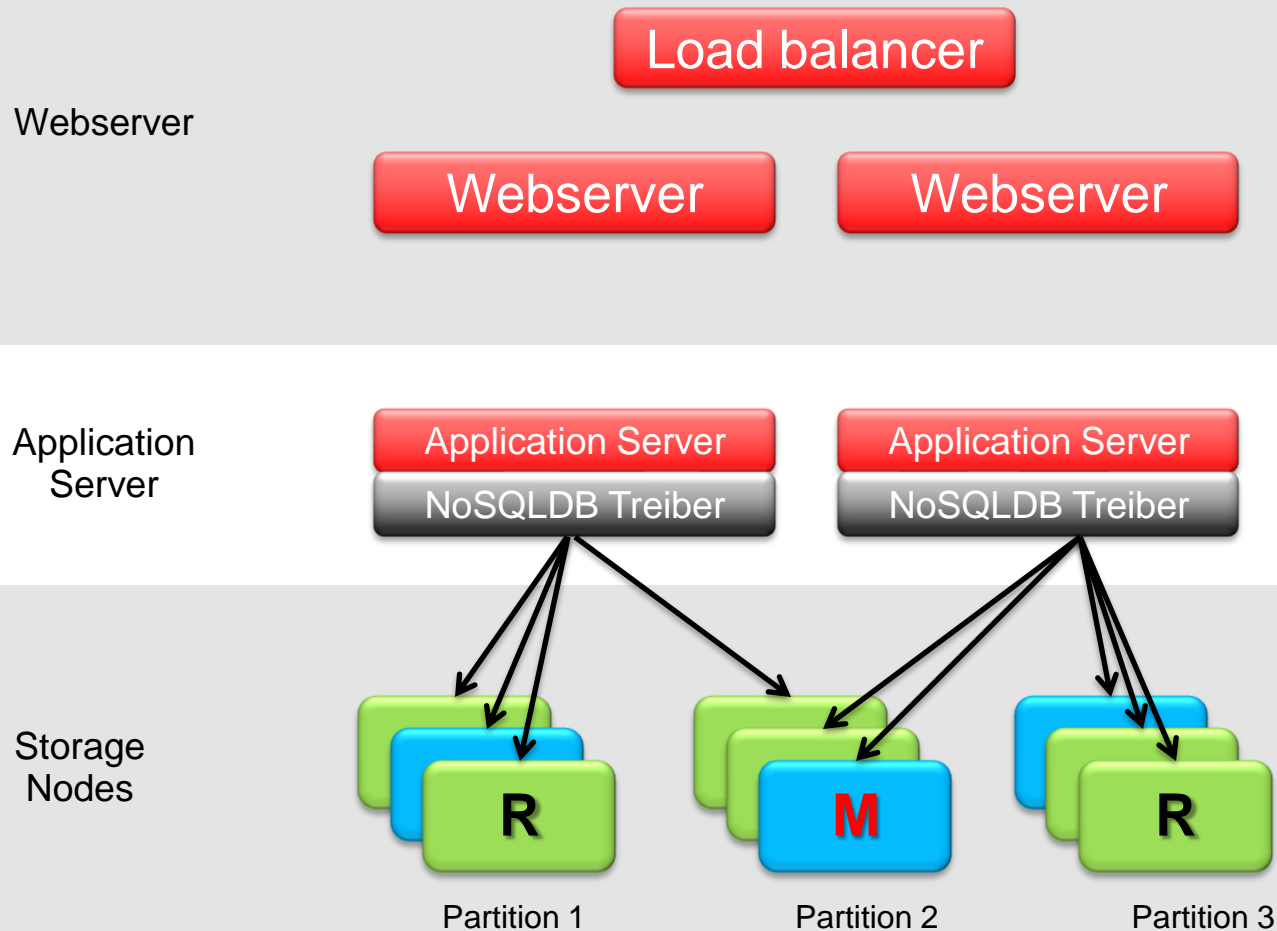 Load balancer
Webserver
Webserver
Webserver
Application
Server
Application Server
Application Server
NoSQLDB Treiber
NoSQLDB Treiber
Storage
Nodes
R
M
R
Partition 1
Partition 2
Partition 3